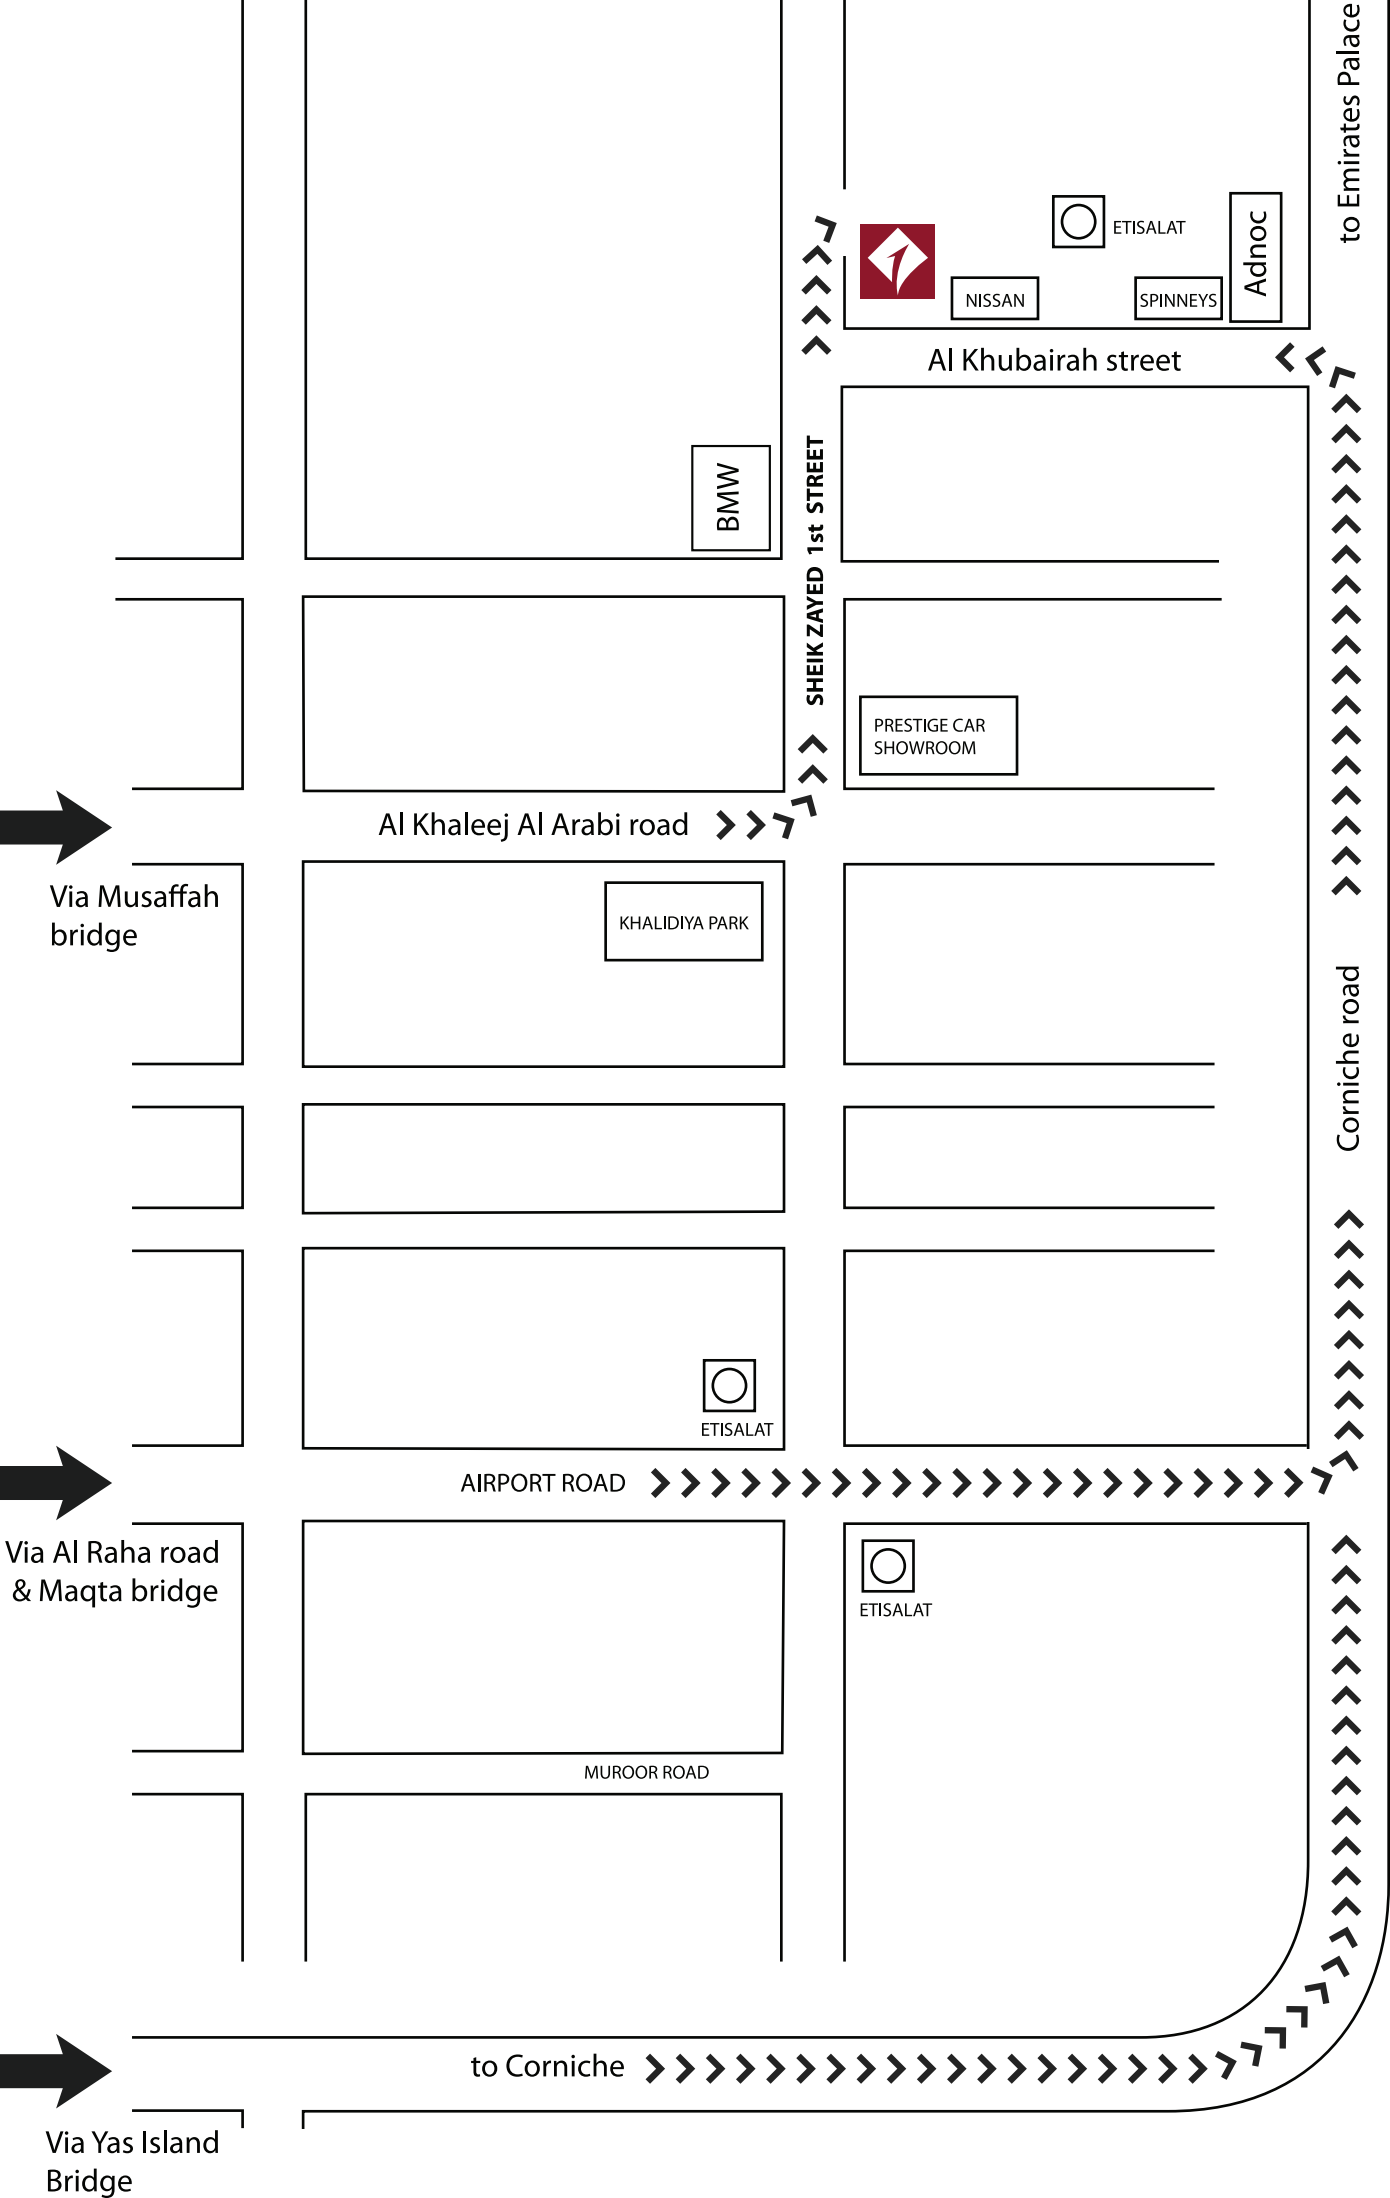 to Emirates Palace
ETISALAT
Adnoc
NISSAN
SPINNEYS
Al Khubairah street
BMW
SHEIK ZAYED 1st STREET
PRESTIGE CAR
SHOWROOM
Al Khaleej Al Arabi road
Via Musaffah
bridge
KHALIDIYA PARK
Corniche road
ETISALAT
AIRPORT ROAD
Via Al Raha road
& Maqta bridge
ETISALAT
MUROOR ROAD
to Corniche
Via Yas Island
Bridge